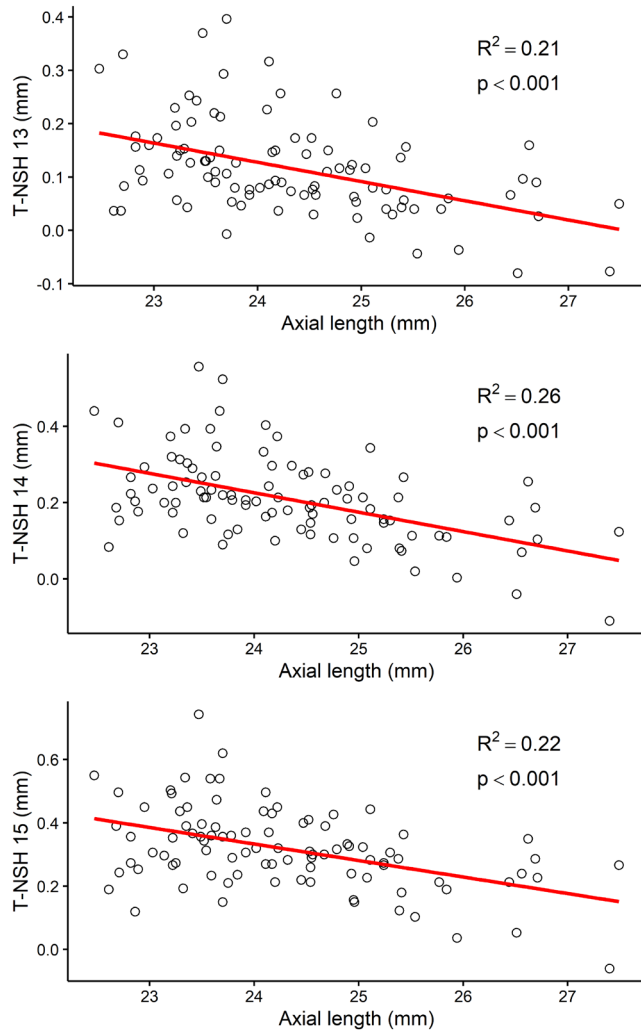 0.4
R² = 0.21
0.3
p < 0.001
0.2
T-NSH 13 (mm)
0.1
0.0
-0.1
23 24 25 26 27
Axial length (mm)
R² = 0.26
0.4
p < 0.001
T-NSH 14 (mm)
0.2
0.0
23 24 25 26 27
Axial length (mm)
R² = 0.22
0.6
p < 0.001
T-NSH 15 (mm)
0.4
0.2
0.0
23 24 25 26 27
Axial length (mm)